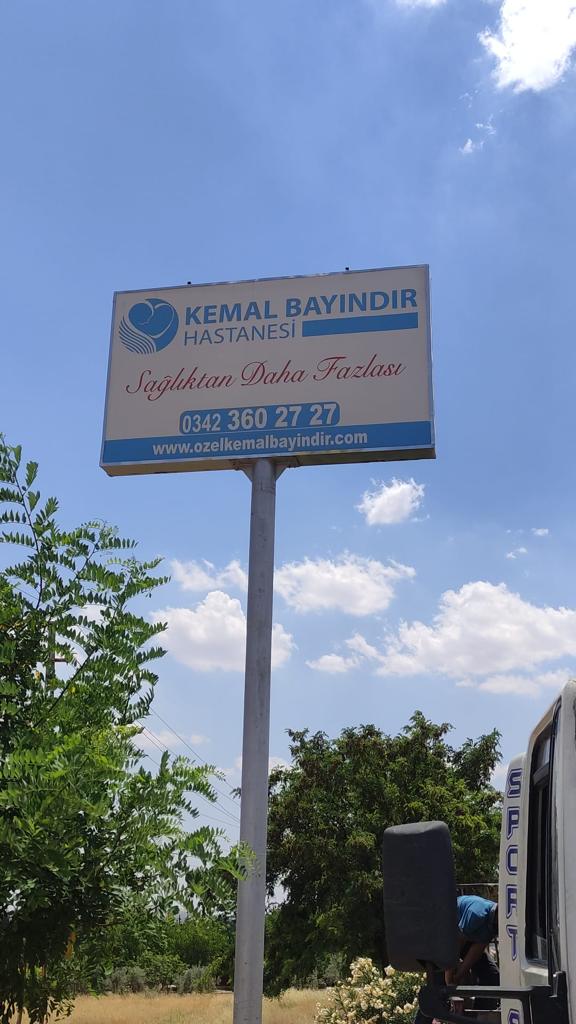 KEMAL BAYINDIR
HASTANESİ
Sağlıktan Daha Fazlası
0342 360 27 27
www.ozelkemalbayindir.com
SPORT